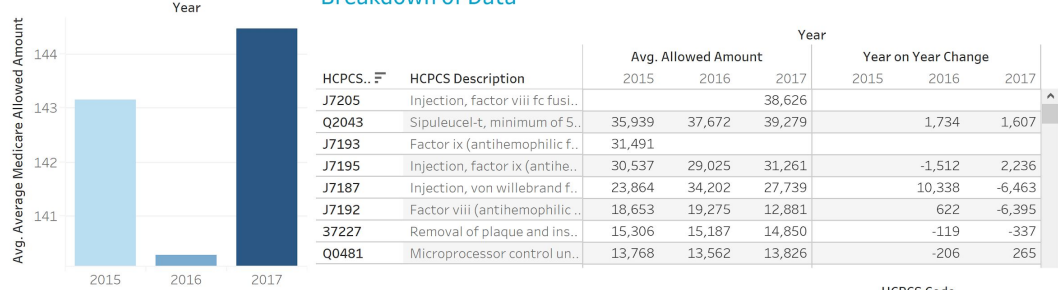 Year
Avg. Average Medicare Allowed Amount
144
143
142
141
2015 2016 2017
Breakdown of Data
Year
Avg. Allowed Amount Year on Year Change
HCPCS.. HCPCS Description 2015 2016 2017 2015 2016 2017
J7205 Injection, factor viii fc fusi.. 38,626
Q2043 Sipuleucel-t, minimum of 5.. 35,939 37,672 39,279 1,734 1,607
J7193 Factor ix (antihemophilic f.. 31,491
J7195 Injection, factor ix (antihe.. 30,537 29,025 31,261 -1,512 2,236
J7187 Injection, von willebrand f.. 23,864 34,202 27,739 10,338 -6,463
J7192 Factor viii (antihemophilic .. 18,653 19,275 12,881 622 -6,395
37227 Removal of plaque and ins.. 15,306 15,187 14,850 -119 -337
Q0481 Microprocessor control un.. 13,768 13,562 13,826 -206 265
HCPCS Code